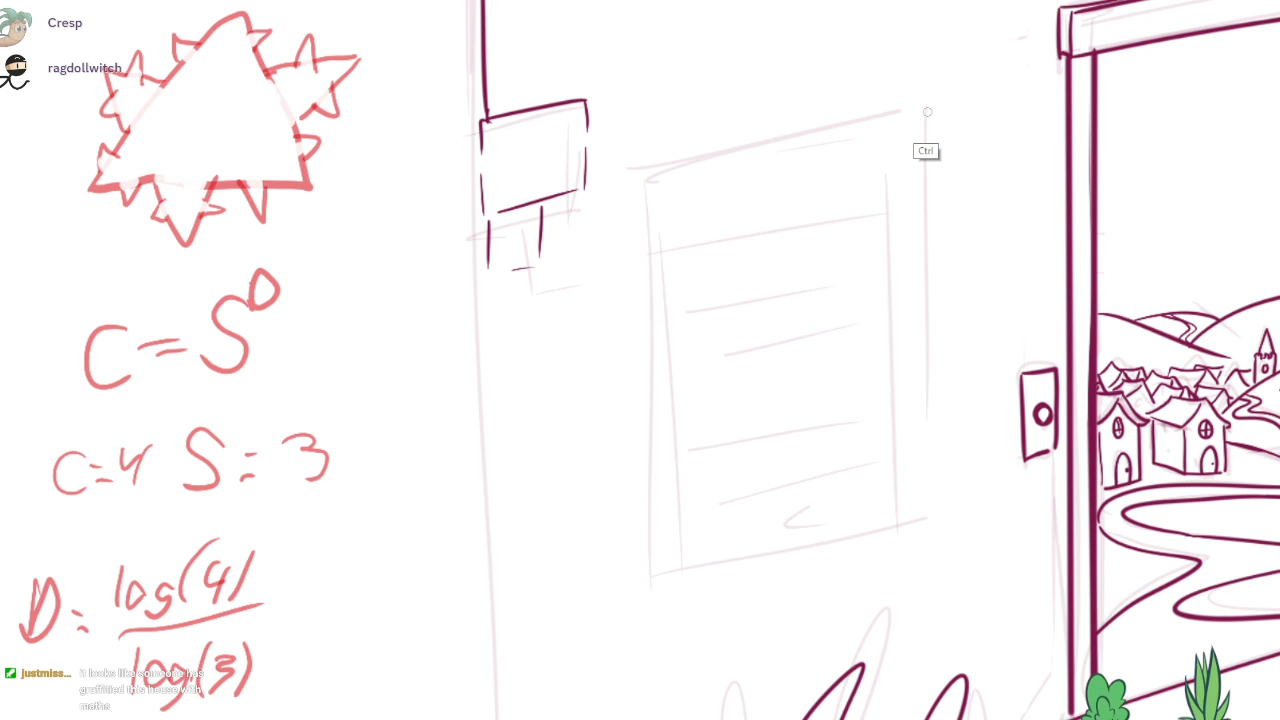 Cresp
ragdollwitch
Ctrl
C=S^D
C=4 S=3
D=log(4)
log(3)
justmiss... it looks like someone has
graffitied this house with
maths